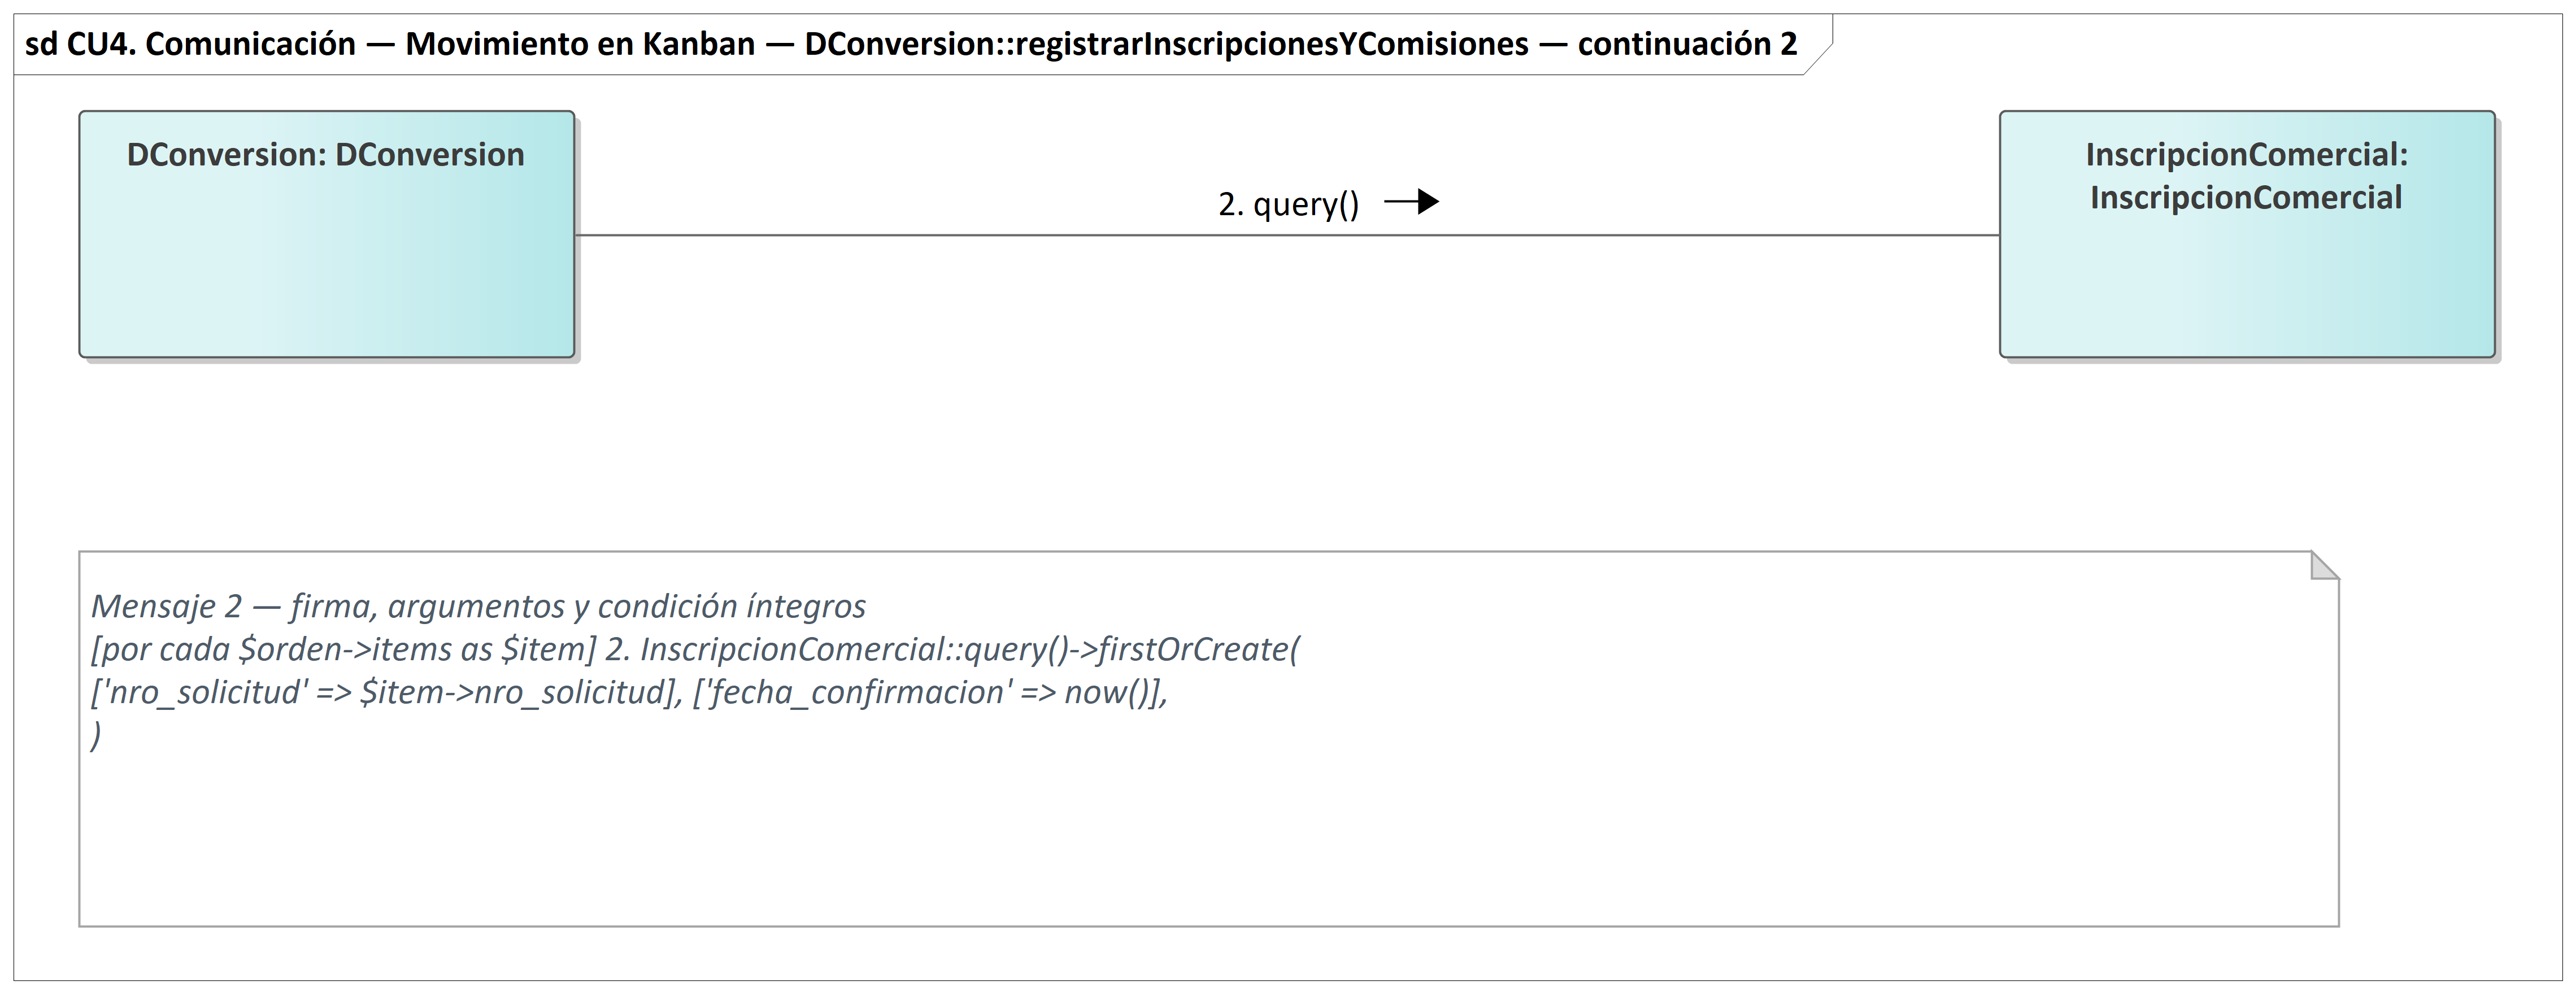 sd CU4. Comunicación — Movimiento en Kanban — DConversion::registrarInscripcionesYComisiones — continuación 2
DConversion: DConversion
InscripcionComercial:
InscripcionComercial
2. query()
Mensaje 2 — firma, argumentos y condición íntegros
[por cada $orden->items as $item] 2. InscripcionComercial::query()->firstOrCreate(
['nro_solicitud' => $item->nro_solicitud], ['fecha_confirmacion' => now()],
)